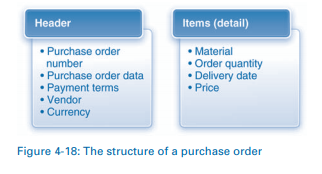 Header
• Purchase order
number
• Purchase order data
• Payment terms
• Vendor
• Currency
Items (detail)
• Material
• Order quantity
• Delivery date
• Price
Figure 4-18: The structure of a purchase order